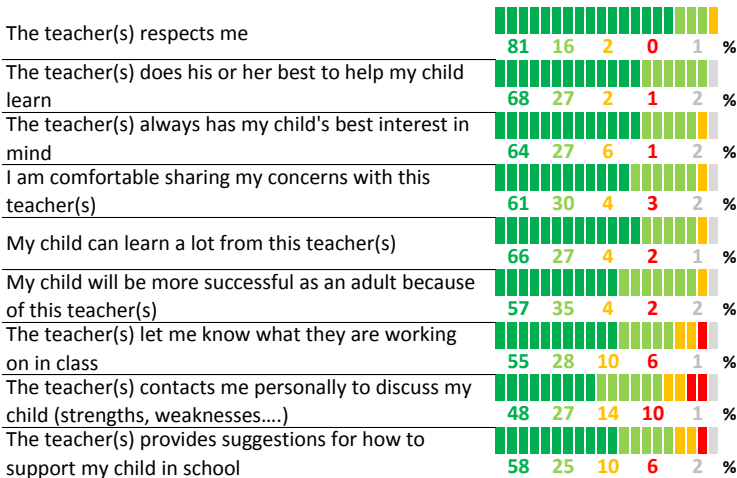 The teacher(s) respects me
81 16 2 0 1 %
The teacher(s) does his or her best to help my child
learn
68 27 2 1 2 %
The teacher(s) always has my child's best interest in
mind
64 27 6 1 2 %
I am comfortable sharing my concerns with this
teacher(s)
61 30 4 3 2 %
My child can learn a lot from this teacher(s)
66 27 4 2 1 %
My child will be more successful as an adult because
of this teacher(s)
57 35 4 2 2 %
The teacher(s) let me know what they are working
on in class
55 28 10 6 1 %
The teacher(s) contacts me personally to discuss my
child (strengths, weaknesses….)
48 27 14 10 1 %
The teacher(s) provides suggestions for how to
support my child in school
58 25 10 6 2 %